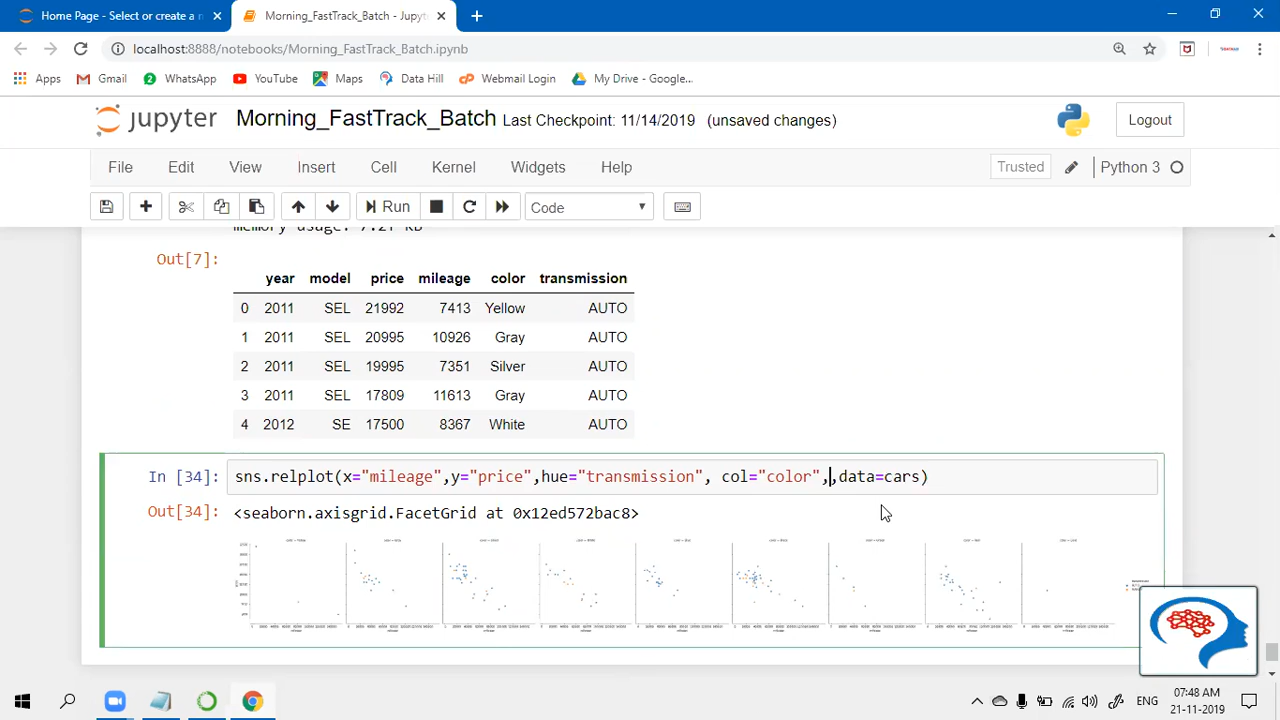 Home Page - Select or create a n
Morning_FastTrack_Batch - Jupyte
localhost:8888/notebooks/Morning_FastTrack_Batch.ipynb
Apps Gmail WhatsApp YouTube Maps Data Hill Webmail Login My Drive - Google...
jupyter Morning_FastTrack_Batch Last Checkpoint: 11/14/2019 (unsaved changes) Logout
File Edit View Insert Cell Kernel Widgets Help Trusted Python 3
Run Code
memory usage: 7.21 KB
Out[7]:
year model price mileage color transmission
0 2011 SEL 21992 7413 Yellow AUTO
1 2011 SEL 20995 10926 Gray AUTO
2 2011 SEL 19995 7351 Silver AUTO
3 2011 SEL 17809 11613 Gray AUTO
4 2012 SE 17500 8367 White AUTO
In [34]: sns.relplot(x="mileage",y="price",hue="transmission", col="color",,data=cars)
Out[34]: <seaborn.axisgrid.FacetGrid at 0x12ed572bac8>
ENG
07:48 AM
21-11-2019